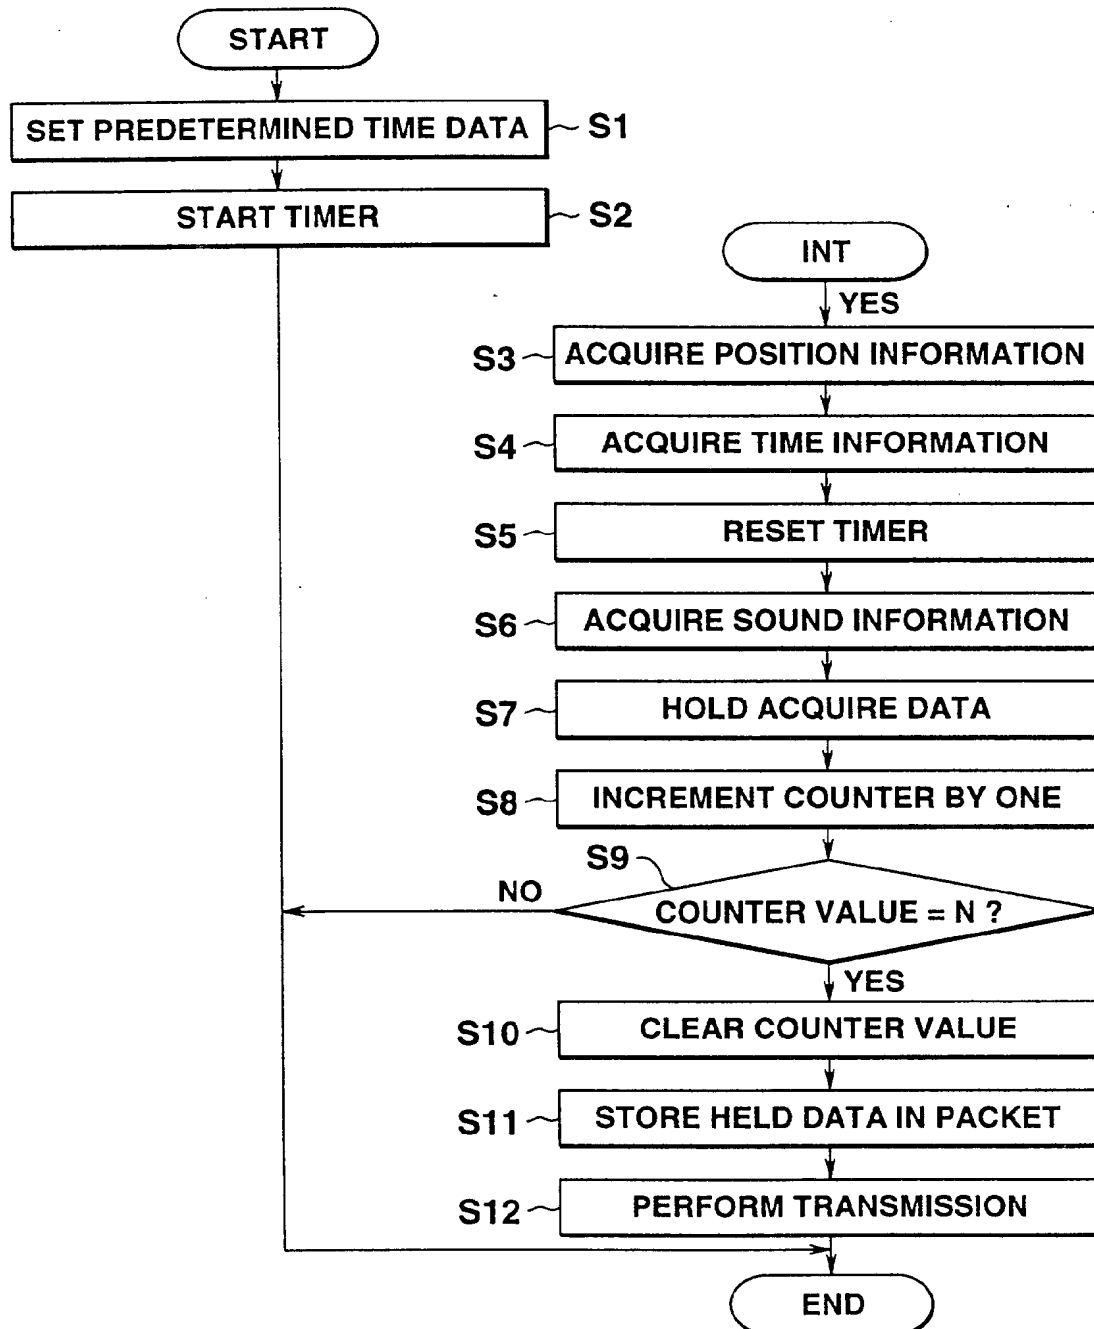 START
SET PREDETERMINED TIME DATA S1
START TIMER S2
INT
YES
S3 ACQUIRE POSITION INFORMATION
S4 ACQUIRE TIME INFORMATION
S5 RESET TIMER
S6 ACQUIRE SOUND INFORMATION
S7 HOLD ACQUIRE DATA
S8 INCREMENT COUNTER BY ONE
S9
NO
COUNTER VALUE = N ?
YES
S10 CLEAR COUNTER VALUE
S11 STORE HELD DATA IN PACKET
S12 PERFORM TRANSMISSION
END